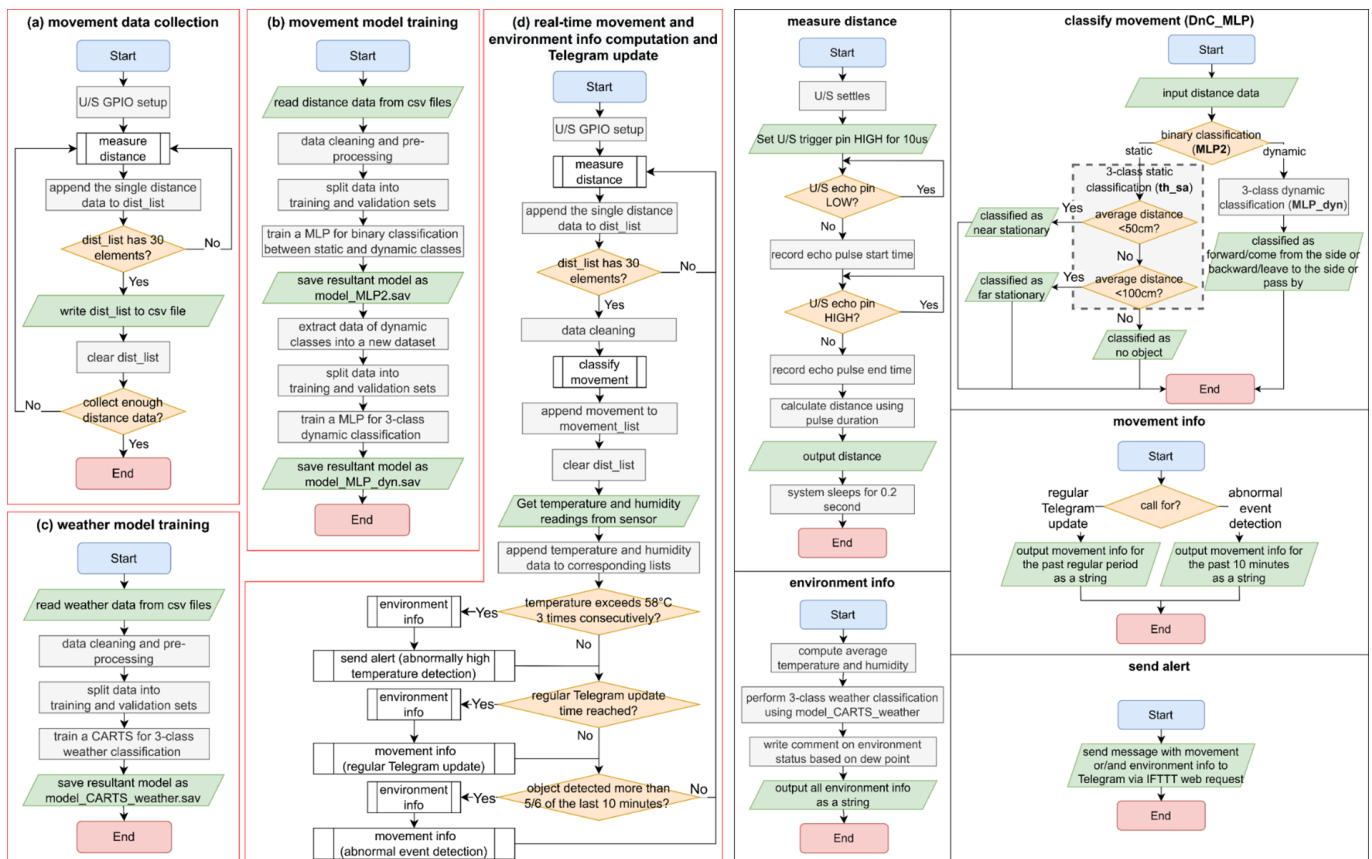 (a) movement data collection
Start
U/S GPIO setup
measure
distance
append the single distance
data to dist_list
dist_list has 30
elements?
No
Yes
write dist_list to csv file
clear dist_list
No
collect enough
distance data?
Yes
End
(b) movement model training
Start
read distance data from csv files
data cleaning and pre-
processing
split data into
training and validation sets
train a MLP for binary classification
between static and dynamic classes
save resultant model as
model_MLP2.sav
extract data of dynamic
classes into a new dataset
split data into
training and validation sets
train a MLP for 3-class
dynamic classification
save resultant model as
model_MLP_dyn.sav
End
(c) weather model training
Start
read weather data from csv files
data cleaning and pre-
processing
split data into
training and validation sets
train a CARTS for 3-class
weather classification
save resultant model as
model_CARTS_weather.sav
End
(d) real-time movement and
environment info computation and
Telegram update
Start
U/S GPIO setup
measure
distance
append the single distance
data to dist_list
dist_list has 30
elements?
No
Yes
data cleaning
classify
movement
append movement to
movement_list
clear dist_list
Get temperature and humidity
readings from sensor
append temperature and humidity
data to corresponding lists
temperature exceeds 58°C
3 times consecutively?
Yes
environment
info
No
send alert (abnormally high
temperature detection)
regular Telegram update
time reached?
Yes
environment
info
No
movement info
(regular Telegram update)
object detected more than
5/6 of the last 10 minutes?
No
Yes
environment
info
movement info
(abnormal event detection)
measure distance
Start
U/S settles
Set U/S trigger pin HIGH for 10us
U/S echo pin
LOW?
Yes
No
record echo pulse start time
U/S echo pin
HIGH?
Yes
No
record echo pulse end time
calculate distance using
pulse duration
output distance
system sleeps for 0.2
second
End
environment info
Start
compute average
temperature and humidity
perform 3-class weather classification
using model_CARTS_weather
write comment on environment
status based on dew point
output all environment info
as a string
End
classify movement (DnC_MLP)
Start
input distance data
binary classification
(MLP2)
static
dynamic
3-class static
classification (th_sa)
average distance
<50cm?
Yes
classified as
near stationary
No
average distance
<100cm?
Yes
classified as
far stationary
No
classified as
no object
3-class dynamic
classification (MLP_dyn)
classified as
forward/come from the side or
backward/leave to the side or
pass by
End
movement info
Start
call for?
regular
Telegram
update
abnormal
event
detection
output movement info for
the past regular period
as a string
output movement info for
the past 10 minutes
as a string
End
send alert
Start
send message with movement
or/and environment info to
Telegram via IFTTT web request
End